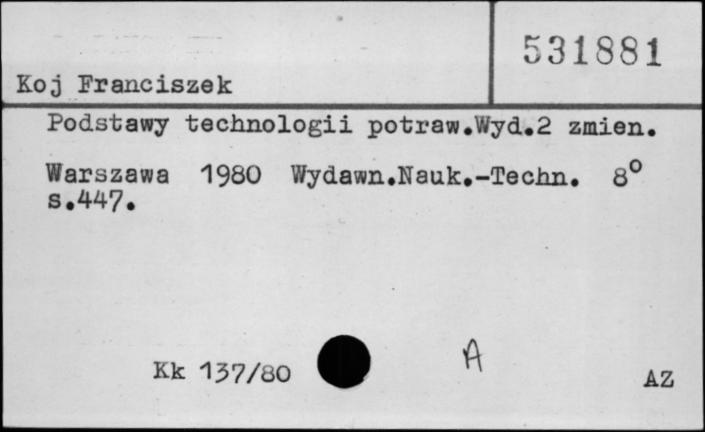 531881
Koj Franciszek
Podstawy technologii potraw.Wyd.2 zmien.
Warszawa 1980 Wydawn.Nauk.-Techn. 8°
s.447.
Kk 137/80
A
AZ